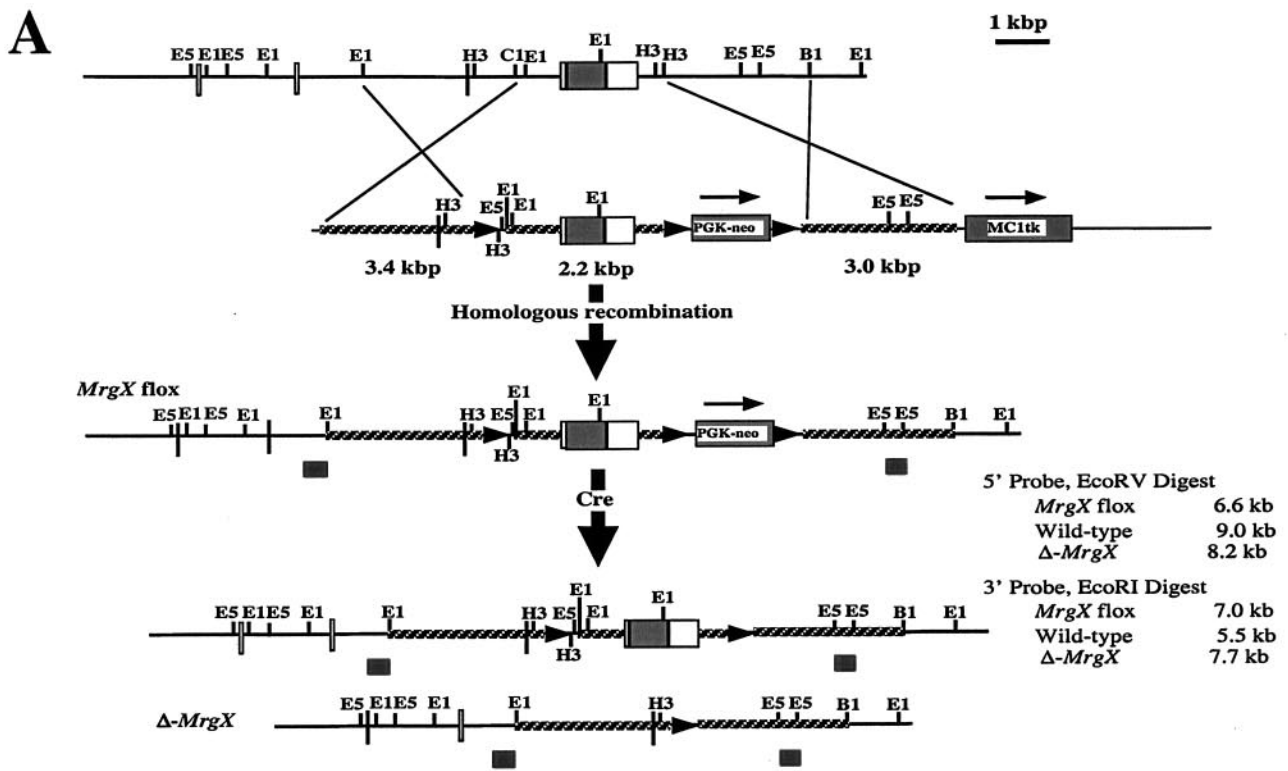 A
1 kbp
E5 E1 E5 E1 E1 H3 C1 E1 E1 H3 H3 E5 E5 B1 E1
H3 E5 E1 E1 E1 E5 E5
H3
PGK-neo
MC1tk
3.4 kbp 2.2 kbp 3.0 kbp
Homologous recombination
MrgX flox
E5 E1 E5 E1 E1 H3 E5 E1 E1 E1 E5 E5 B1 E1
H3
PGK-neo
Cre
5' Probe, EcoRV Digest
MrgX flox 6.6 kb
Wild-type 9.0 kb
Δ-MrgX 8.2 kb
3' Probe, EcoRI Digest
MrgX flox 7.0 kb
Wild-type 5.5 kb
Δ-MrgX 7.7 kb
E5 E1 E5 E1 E1 H3 E5 E1 E1 E1 E5 E5 B1 E1
H3
Δ-MrgX
E5 E1 E5 E1 E1 H3 E5 E5 B1 E1